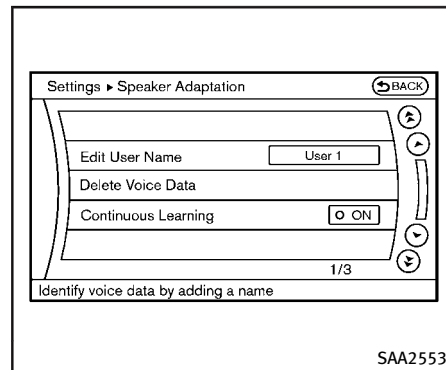 Settings ▸ Speaker Adaptation
BACK
Edit User Name
User 1
Delete Voice Data
Continuous Learning
ON
1/3
Identify voice data by adding a name
SAA2553